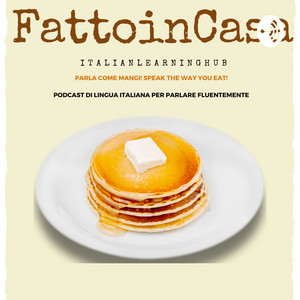 FattoinCasa
ITALIANLEARNINGHUB
PARLA COME MANGI! SPEAK THE WAY YOU EAT!
PODCAST DI LINGUA ITALIANA PER PARLARE FLUENTEMENTE